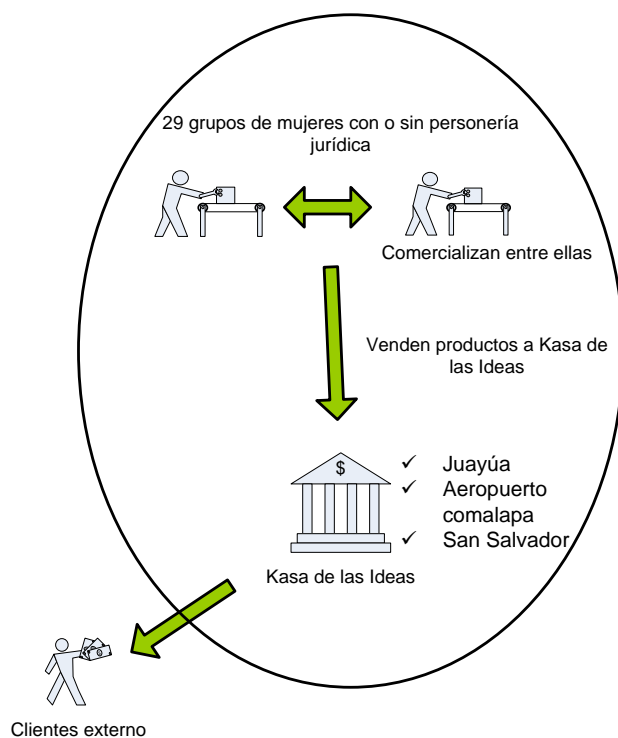 29 grupos de mujeres con o sin personería
jurídica
Comercializan entre ellas
Venden productos a Kasa de
las Ideas
$
✓ Juayúa
✓ Aeropuerto
comalapa
✓ San Salvador
Kasa de las Ideas
Clientes externo